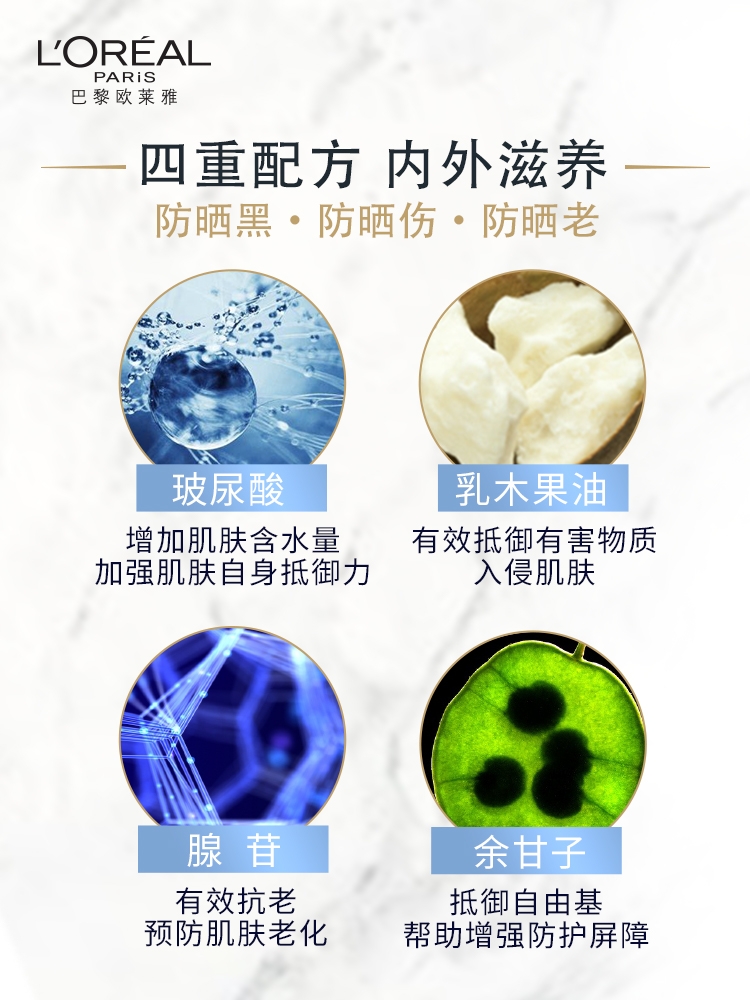 L'ORÉAL
PARiS
巴黎欧莱雅
四重配方 内外滋养
防晒黑·防晒伤·防晒老
玻尿酸
增加肌肤含水量
加强肌肤自身抵御力
乳木果油
有效抵御有害物质
入侵肌肤
腺 苷
有效抗老
预防肌肤老化
余甘子
抵御自由基
帮助增强防护屏障